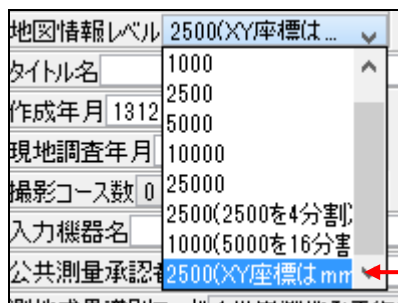 地図情報レベル 2500(XY座標は...
タイトル名 1000
2500
作成年月 1312 5000
現地調査年月 10000
撮影コース数 0 25000
2500(2500を4分割)
入力機器名 1000(5000を16分割
公共測量承認番 2500(XY座標はmm